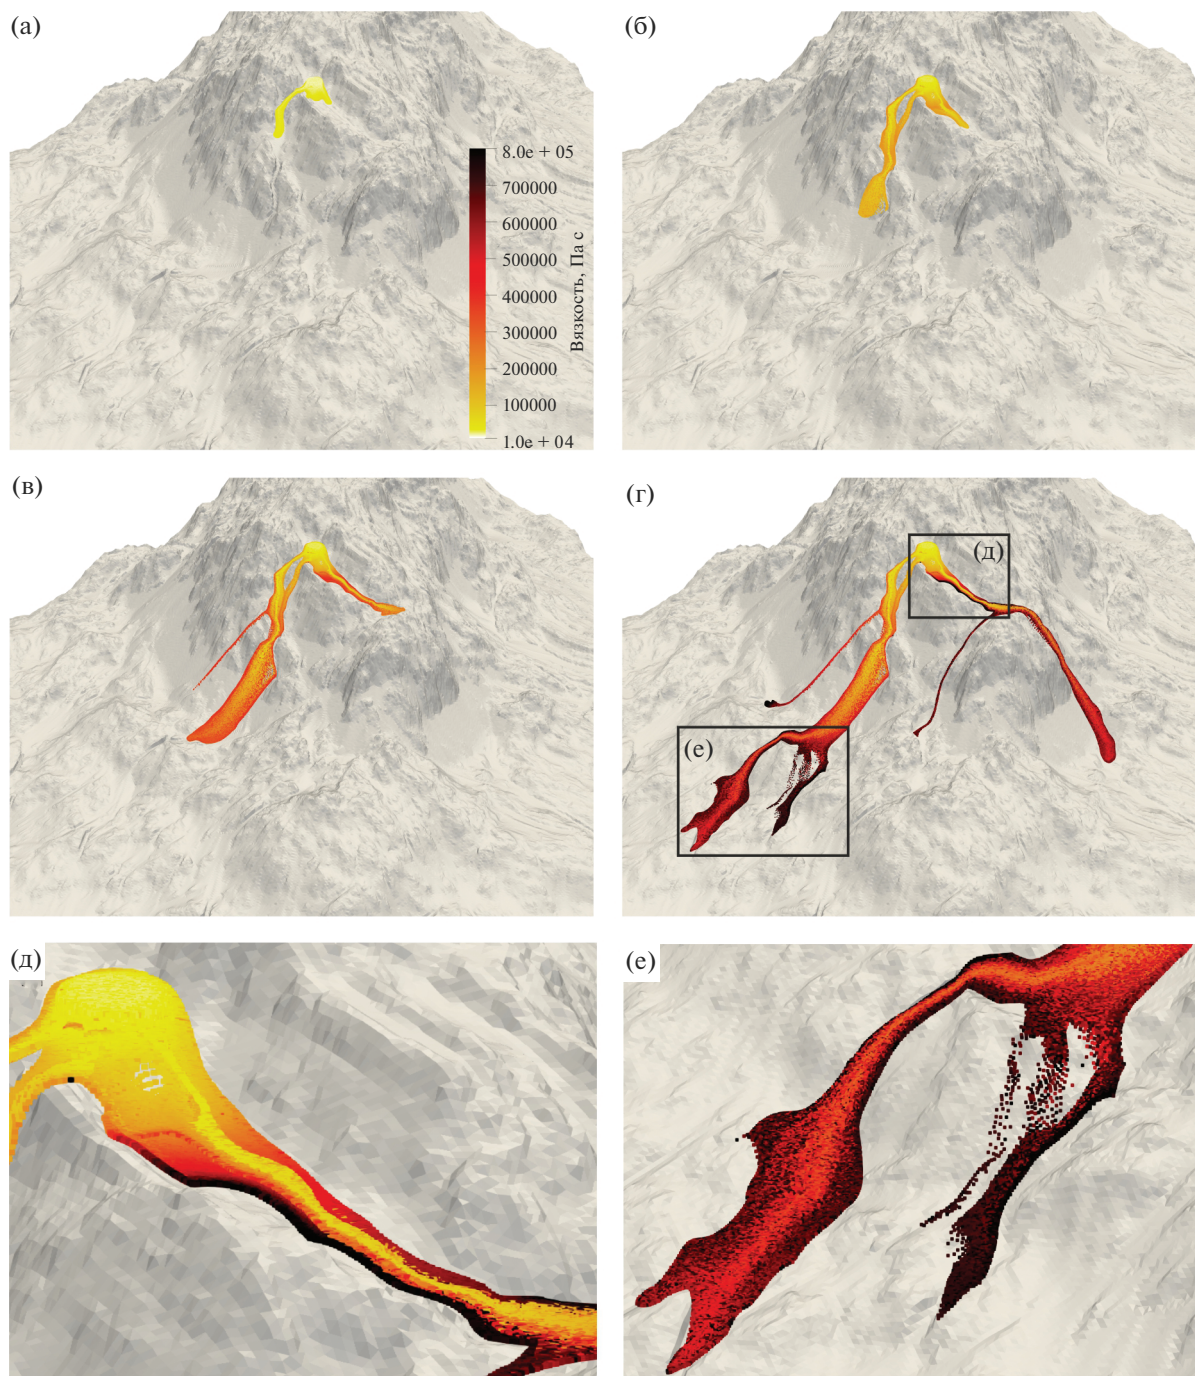 (а)
(б)
8.0e + 05
700000
600000
500000
400000
300000
200000
100000
1.0e + 04
Вязкость, Па с
(в)
(г)
(д)
(е)
(д)
(е)